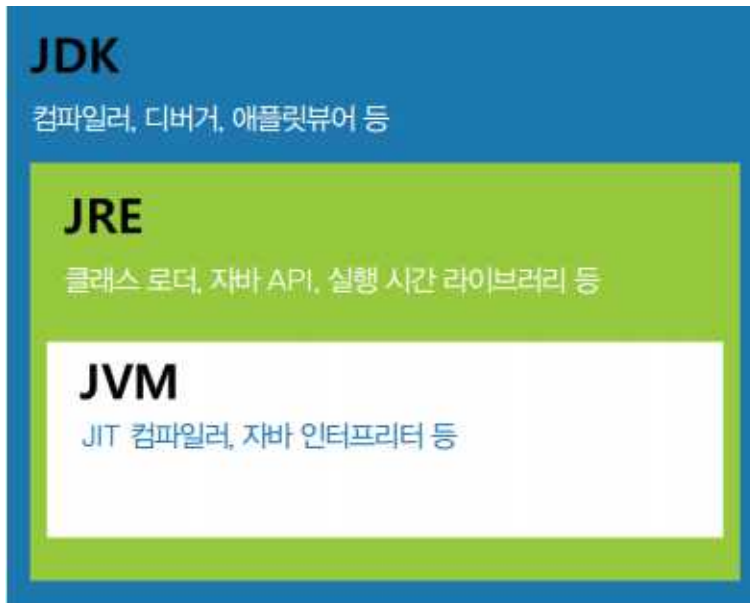 JDK
컴파일러, 디버거, 애플릿뷰어 등
JRE
클래스 로더, 자바 API, 실행 시간 라이브러리 등
JVM
JIT 컴파일러, 자바 인터프리터 등